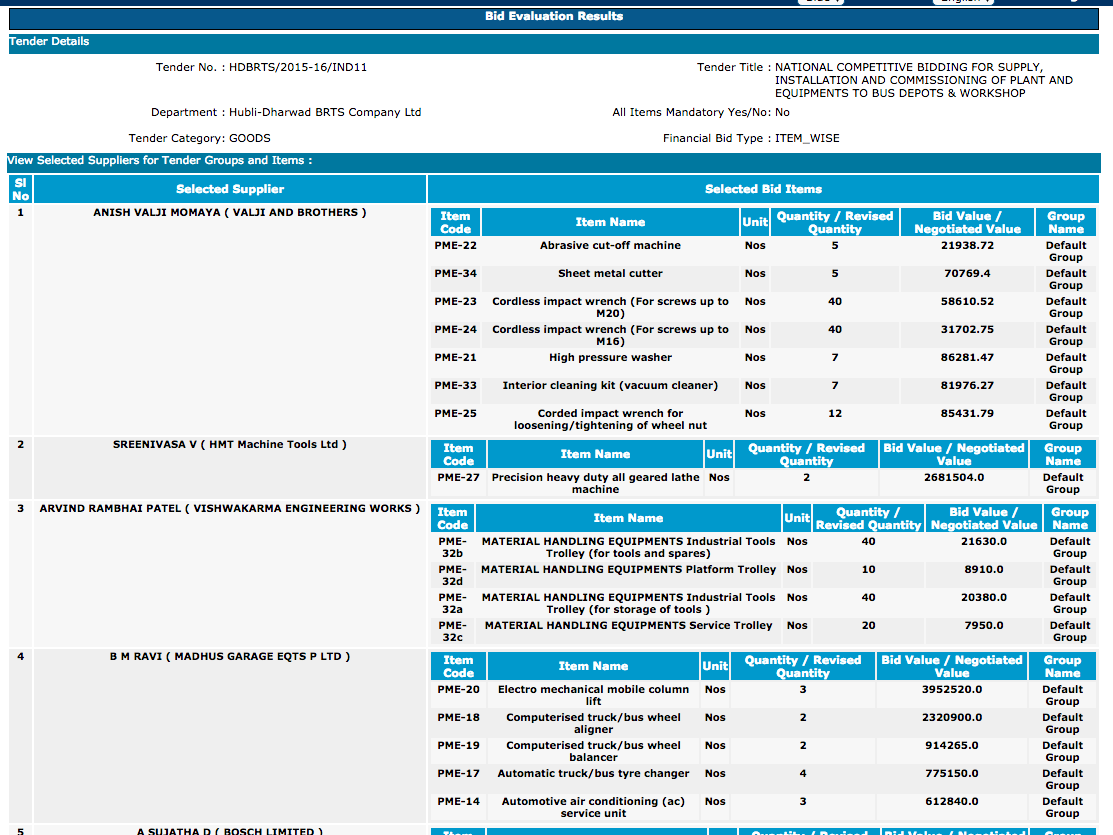 Bid Evaluation Results
Tender Details
Tender No. : HDBRTS/2015-16/IND11
Tender Title : NATIONAL COMPETITIVE BIDDING FOR SUPPLY,
INSTALLATION AND COMMISSIONING OF PLANT AND
EQUIPMENTS TO BUS DEPOTS & WORKSHOP
Department : Hubli-Dharwad BRTS Company Ltd
All Items Mandatory Yes/No: No
Tender Category: GOODS
Financial Bid Type : ITEM_WISE
View Selected Suppliers for Tender Groups and Items :
Sl No Selected Supplier Selected Bid Items
1 ANISH VALJI MOMAYA ( VALJI AND BROTHERS )
Item Code Item Name Unit Quantity / Revised Quantity Bid Value / Negotiated Value Group Name
PME-22 Abrasive cut-off machine Nos 5 21938.72 Default Group
PME-34 Sheet metal cutter Nos 5 70769.4 Default Group
PME-23 Cordless impact wrench (For screws up to M20) Nos 40 58610.52 Default Group
PME-24 Cordless impact wrench (For screws up to M16) Nos 40 31702.75 Default Group
PME-21 High pressure washer Nos 7 86281.47 Default Group
PME-33 Interior cleaning kit (vacuum cleaner) Nos 7 81976.27 Default Group
PME-25 Corded impact wrench for loosening/tightening of wheel nut Nos 12 85431.79 Default Group
2 SREENIVASA V ( HMT Machine Tools Ltd )
Item Code Item Name Unit Quantity / Revised Quantity Bid Value / Negotiated Value Group Name
PME-27 Precision heavy duty all geared lathe machine Nos 2 2681504.0 Default Group
3 ARVIND RAMBHAI PATEL ( VISHWAKARMA ENGINEERING WORKS )
Item Code Item Name Unit Quantity / Revised Quantity Bid Value / Negotiated Value Group Name
PME-32b MATERIAL HANDLING EQUIPMENTS Industrial Tools Trolley (for tools and spares) Nos 40 21630.0 Default Group
PME-32d MATERIAL HANDLING EQUIPMENTS Platform Trolley Nos 10 8910.0 Default Group
PME-32a MATERIAL HANDLING EQUIPMENTS Industrial Tools Trolley (for storage of tools ) Nos 40 20380.0 Default Group
PME-32c MATERIAL HANDLING EQUIPMENTS Service Trolley Nos 20 7950.0 Default Group
4 B M RAVI ( MADHUS GARAGE EQTS P LTD )
Item Code Item Name Unit Quantity / Revised Quantity Bid Value / Negotiated Value Group Name
PME-20 Electro mechanical mobile column lift Nos 3 3952520.0 Default Group
PME-18 Computerised truck/bus wheel aligner Nos 2 2320900.0 Default Group
PME-19 Computerised truck/bus wheel balancer Nos 2 914265.0 Default Group
PME-17 Automatic truck/bus tyre changer Nos 4 775150.0 Default Group
PME-14 Automotive air conditioning (ac) service unit Nos 3 612840.0 Default Group
5 A SUJATHA D ( BOSCH LIMITED )
Item Quantity / Revised Bid Value / Negotiated Group